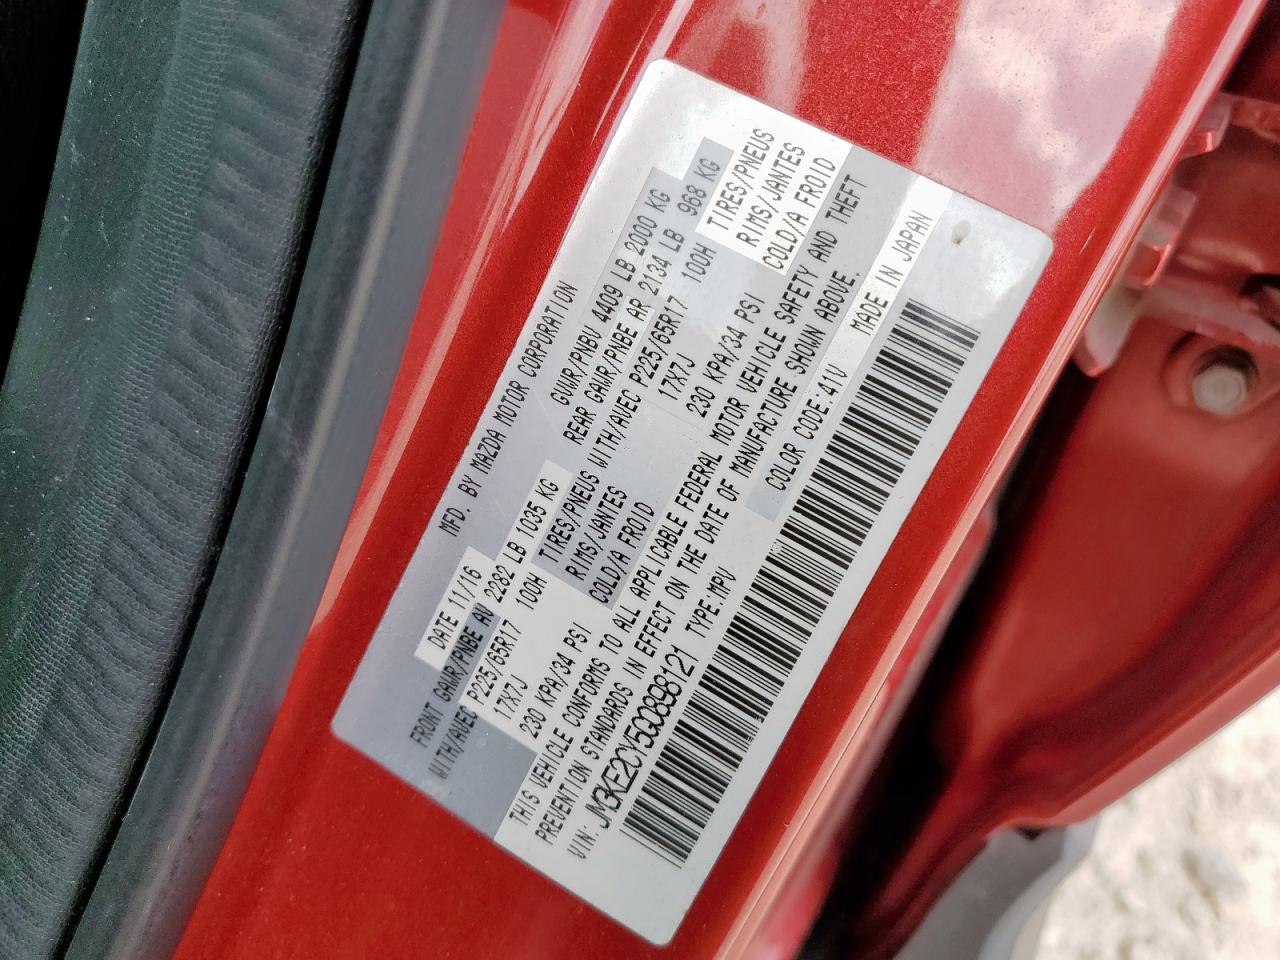 MFD. BY MAZDA MOTOR CORPORATION
DATE 11/16 GVWR/PNBV 4409 LB 2000 KG
FRONT GAWR/PNBE AV 2282 LB 1035 KG REAR GAWR/PNBE AR 2134 LB 968 KG
WITH/AVEC P225/65R17 100H TIRES/PNEUS WITH/AVEC P225/65R17 100H TIRES/PNEUS
17X7J RIMS/JANTES 17X7J RIMS/JANTES
230 KPA/34 PSI COLD/A FROID 230 KPA/34 PSI COLD/A FROID
THIS VEHICLE CONFORMS TO ALL APPLICABLE FEDERAL MOTOR VEHICLE SAFETY AND THEFT
PREVENTION STANDARDS IN EFFECT ON THE DATE OF MANUFACTURE SHOWN ABOVE.
VIN: JM3KE2CY5G0898121 TYPE:MPV COLOR CODE:41V MADE IN JAPAN